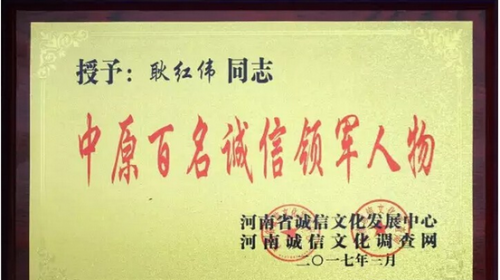 授予：耿红伟 同志
中原百名诚信领军人物
河南省诚信文化发展中心
河南诚信文化调查网
二〇一七年三月